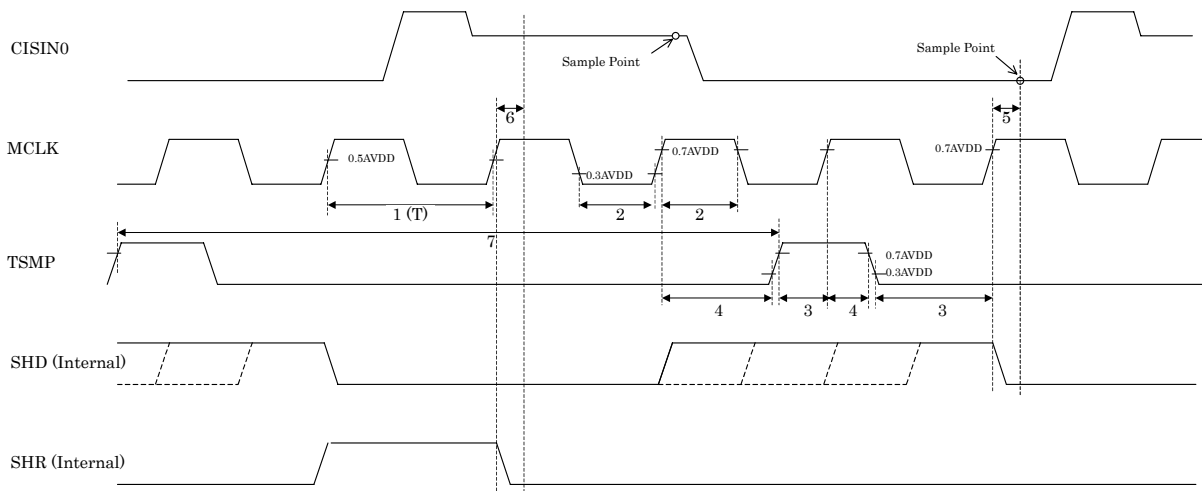 CISIN0
Sample Point
Sample Point
6
5
MCLK
0.5AVDD
0.3AVDD
0.7AVDD
0.7AVDD
1 (T)
2
2
7
TSMP
0.7AVDD
0.3AVDD
4
3
4
3
SHD (Internal)
SHR (Internal)